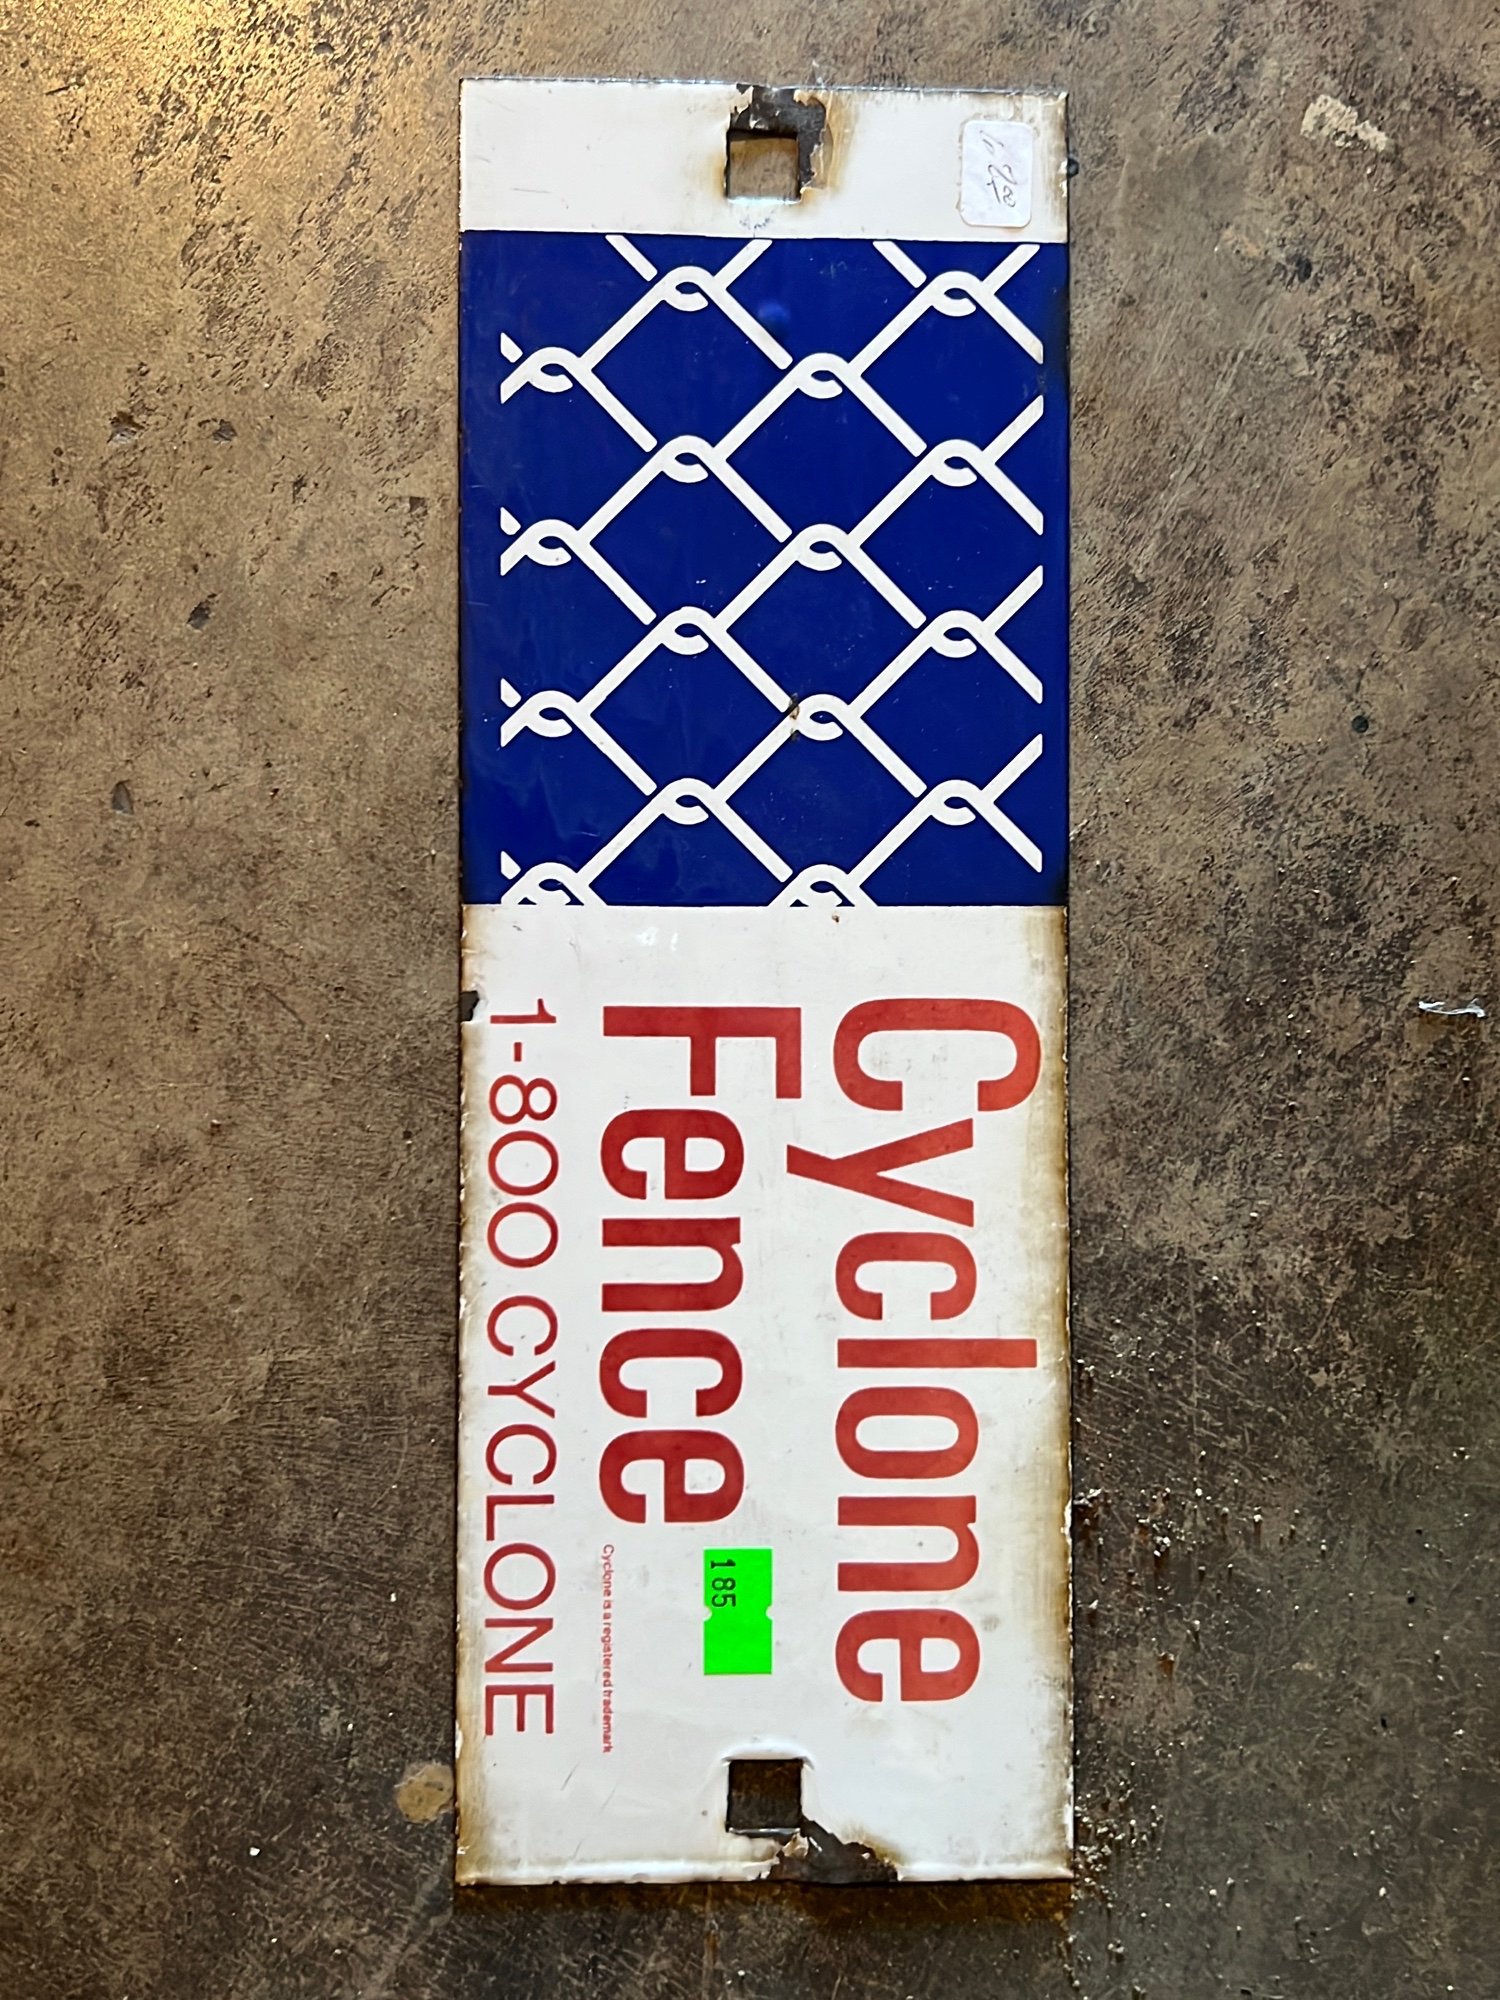 Cyclone
Fence
1-800 CYCLONE
Cyclone is a registered trademark
185